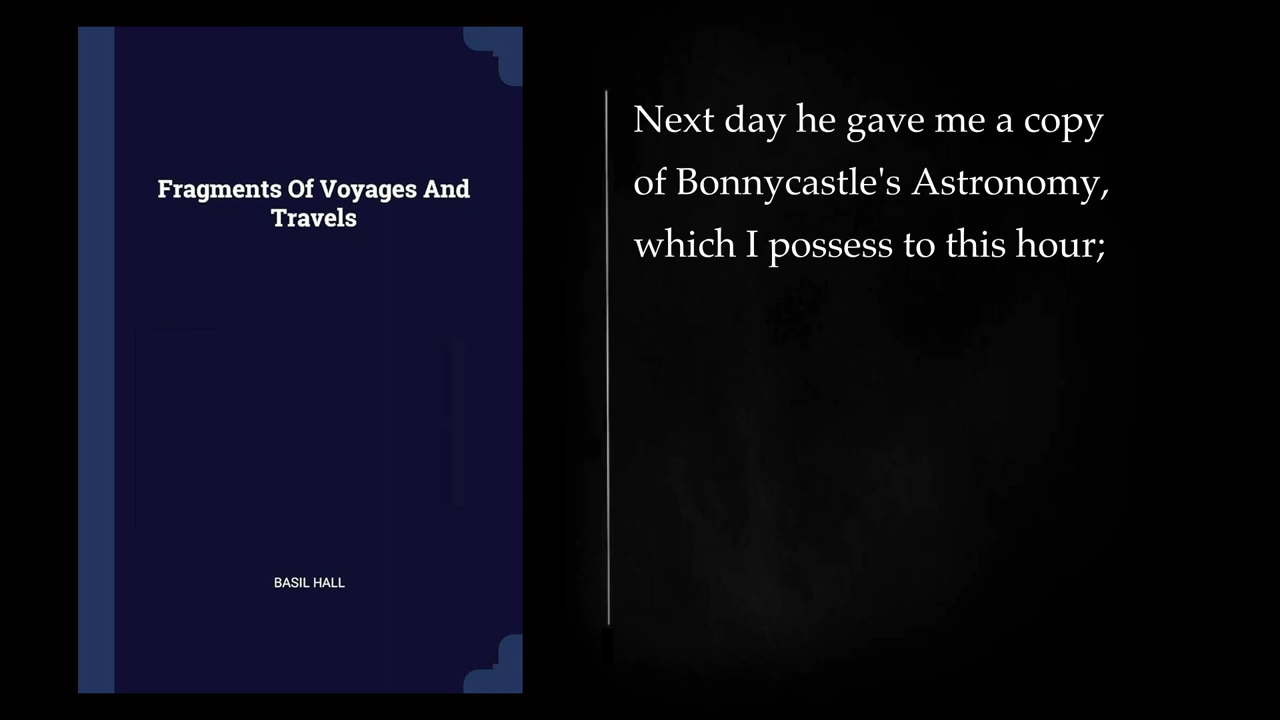 Fragments Of Voyages And
Travels
BASIL HALL
Next day he gave me a copy
of Bonnycastle's Astronomy,
which I possess to this hour;